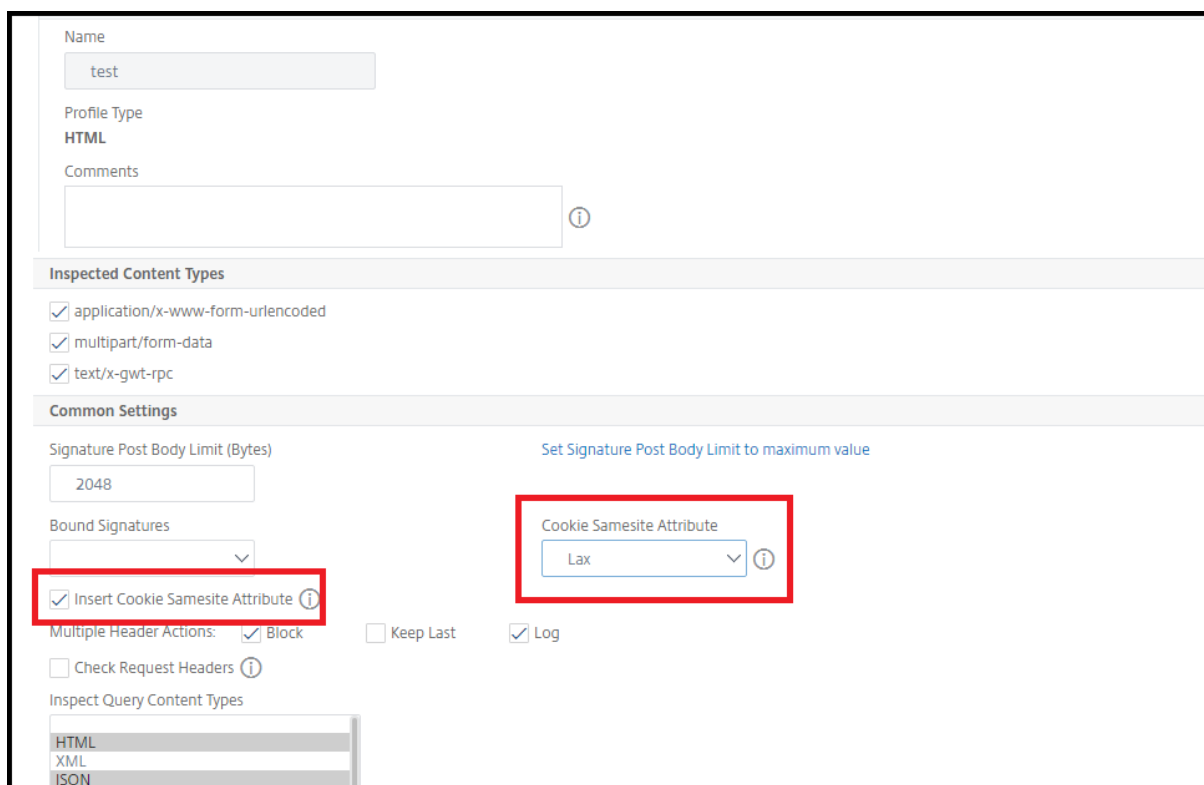 Name
test
Profile Type
HTML
Comments
Inspected Content Types
application/x-www-form-urlencoded
multipart/form-data
text/x-gwt-rpc
Common Settings
Signature Post Body Limit (Bytes)
Set Signature Post Body Limit to maximum value
2048
Bound Signatures
Cookie Samesite Attribute
Lax
Insert Cookie Samesite Attribute
Multiple Header Actions: Block Keep Last Log
Check Request Headers
Inspect Query Content Types
HTML
XML
JSON